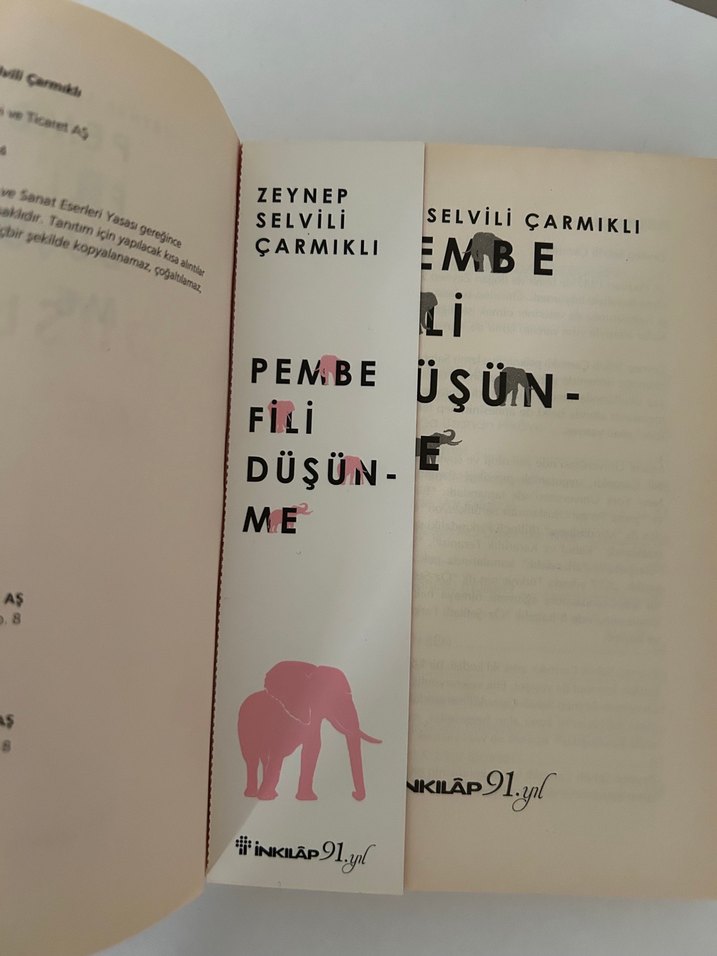 lvili Çarmıklı
i ve Ticaret AŞ
ve Sanat Eserleri Yasası gereğince
aklıdır. Tanıtım için yapılacak kısa alıntılar
çbir şekilde kopyalanamaz, çoğaltılamaz,
AŞ
o. 8
AŞ
8
ZEYNEP
SELVİLİ
ÇARMIKLI
PEMBE
FİLİ
DÜŞÜN-
ME
İNKILÂP 91.yıl
SELVİLİ ÇARMIKLI
EMBE
Lİ
ÜŞÜN-
E
NKILÂP 91.yıl